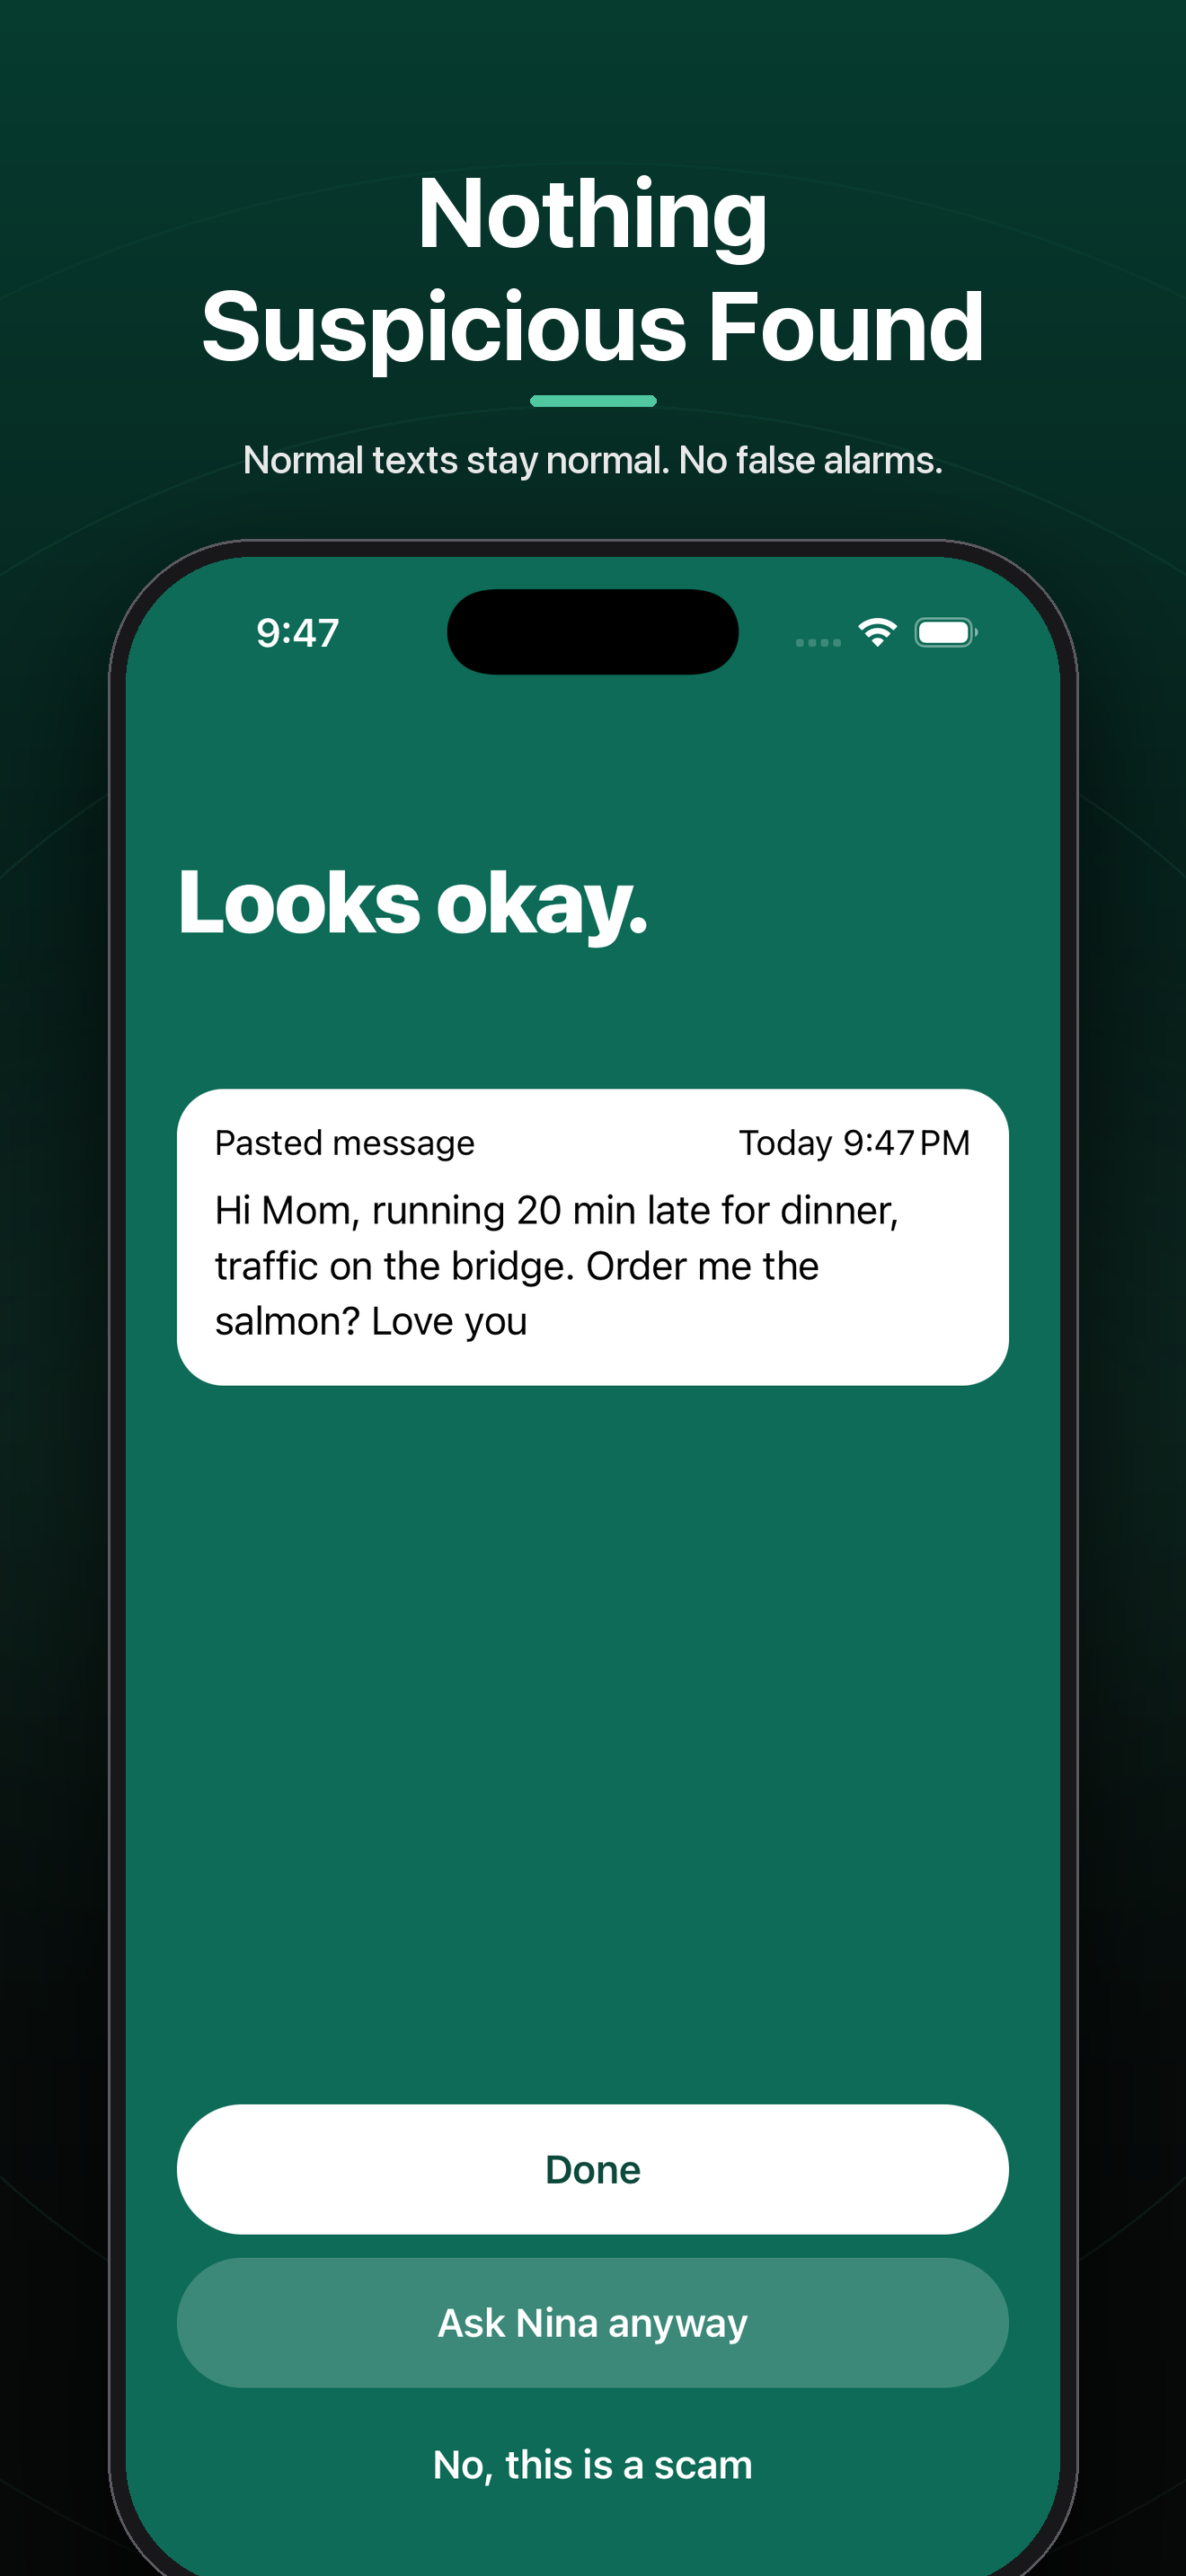 Nothing
Suspicious Found
Normal texts stay normal. No false alarms.
9:47
Looks okay.
Pasted message Today 9:47 PM
Hi Mom, running 20 min late for dinner,
traffic on the bridge. Order me the
salmon? Love you
Done
Ask Nina anyway
No, this is a scam